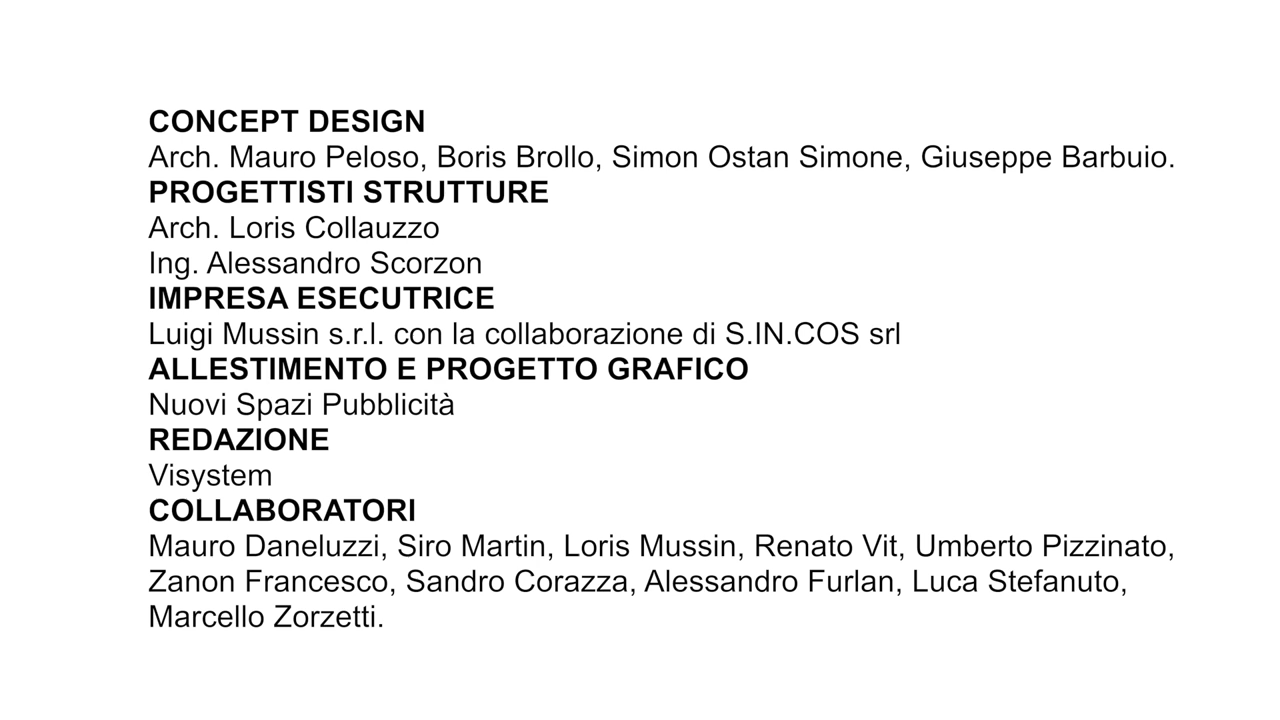 CONCEPT DESIGN
Arch. Mauro Peloso, Boris Brollo, Simon Ostan Simone, Giuseppe Barbuio.
PROGETTISTI STRUTTURE
Arch. Loris Collauzzo
Ing. Alessandro Scorzon
IMPRESA ESECUTRICE
Luigi Mussin s.r.l. con la collaborazione di S.IN.COS srl
ALLESTIMENTO E PROGETTO GRAFICO
Nuovi Spazi Pubblicità
REDAZIONE
Visystem
COLLABORATORI
Mauro Daneluzzi, Siro Martin, Loris Mussin, Renato Vit, Umberto Pizzinato,
Zanon Francesco, Sandro Corazza, Alessandro Furlan, Luca Stefanuto,
Marcello Zorzetti.